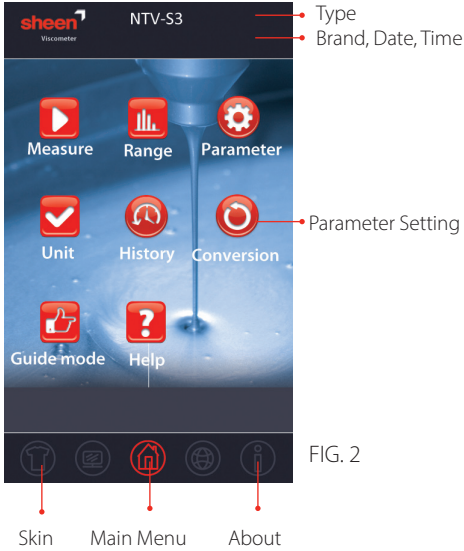 sheen
Viscometer
NTV-S3
Type
Brand, Date, Time
Measure
Range
Parameter
Unit
History
Conversion
Parameter Setting
Guide mode
Help
FIG. 2
Skin
Main Menu
About